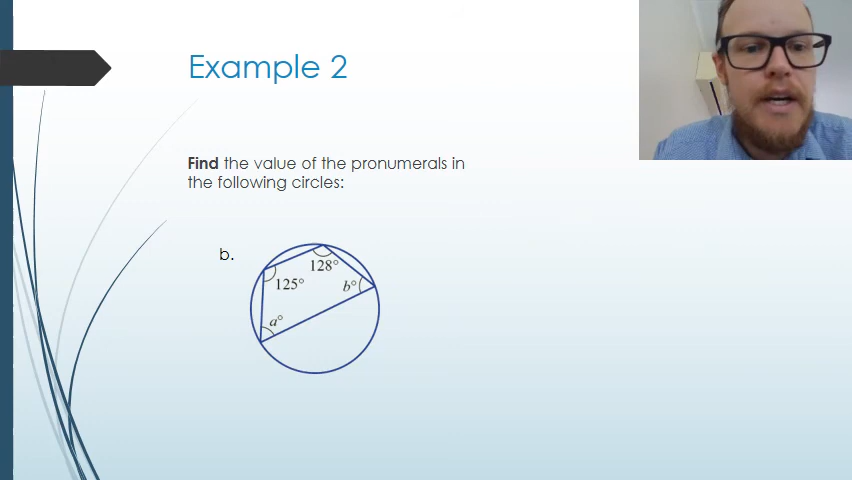 Example 2
Find the value of the pronumerals in
the following circles:
b.
128°
125°
b°
a°